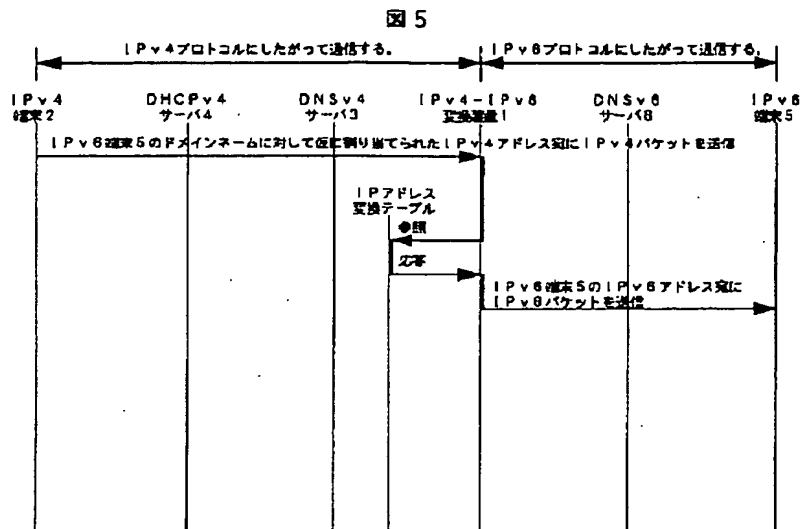 図5
IPv4プロトコルにしたがって通信する。
IPv6プロトコルにしたがって通信する。
IPv4
端末2
DHCPv4
サーバ4
DNSv4
サーバ3
IPv4-IPv6
変換装置1
DNSv6
サーバ8
IPv6
端末5
IPv6端末5のドメインネームに対して仮に割り当てられたIPv4アドレス宛にIPv4パケットを送信
IPアドレス
変換テーブル
照
応答
IPv6端末5のIPv6アドレス宛に
IPv6パケットを送信